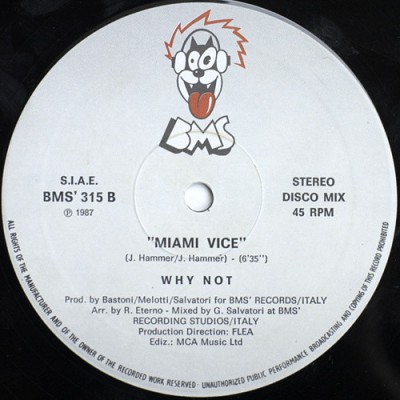 BMS
S.I.A.E.
BMS' 315 B
℗ 1987
STEREO
DISCO MIX
45 RPM
"MIAMI VICE"
(J. Hammer/J. Hammer) - (6'35'')
WHY NOT
Prod. by Bastoni/Melotti/Salvatori for BMS' RECORDS/ITALY
Arr. by R. Eterno - Mixed by G. Salvatori at BMS'
RECORDING STUDIOS/ITALY
Production Direction: FLEA
Ediz.: MCA Music Ltd
ALL RIGHTS OF THE MANUFACTURER AND OF THE OWNER OF THE RECORDED WORK RESERVED · UNAUTHORIZED PUBLIC PERFORMANCE BROADCASTING AND COPYING OF THIS RECORD PROHIBITED